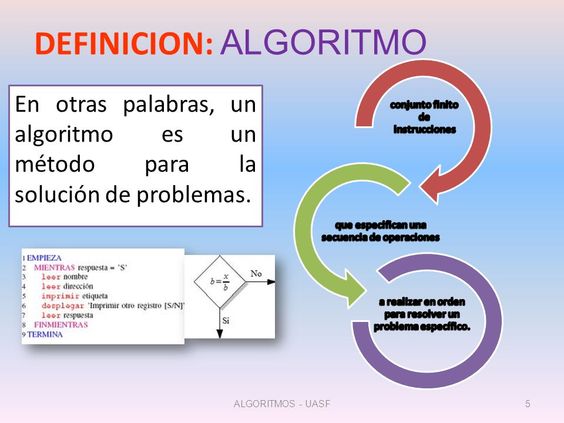 DEFINICION: ALGORITMO
En otras palabras, un
algoritmo es un
método para la
solución de problemas.
conjunto finito
de
instrucciones
que especifican una
secuencia de operaciones
a realizar en orden
para resolver un
problema específico.
1 EMPIEZA
2 MIENTRAS respuesta = 'S'
3 leer nombre
4 leer dirección
5 imprimir etiqueta
6 desplegar 'Imprimir otro registro [S/N]'
7 leer respuesta
8 FINMIENTRAS
9 TERMINA
b = x/b
No
Sí
ALGORITMOS - UASF
5